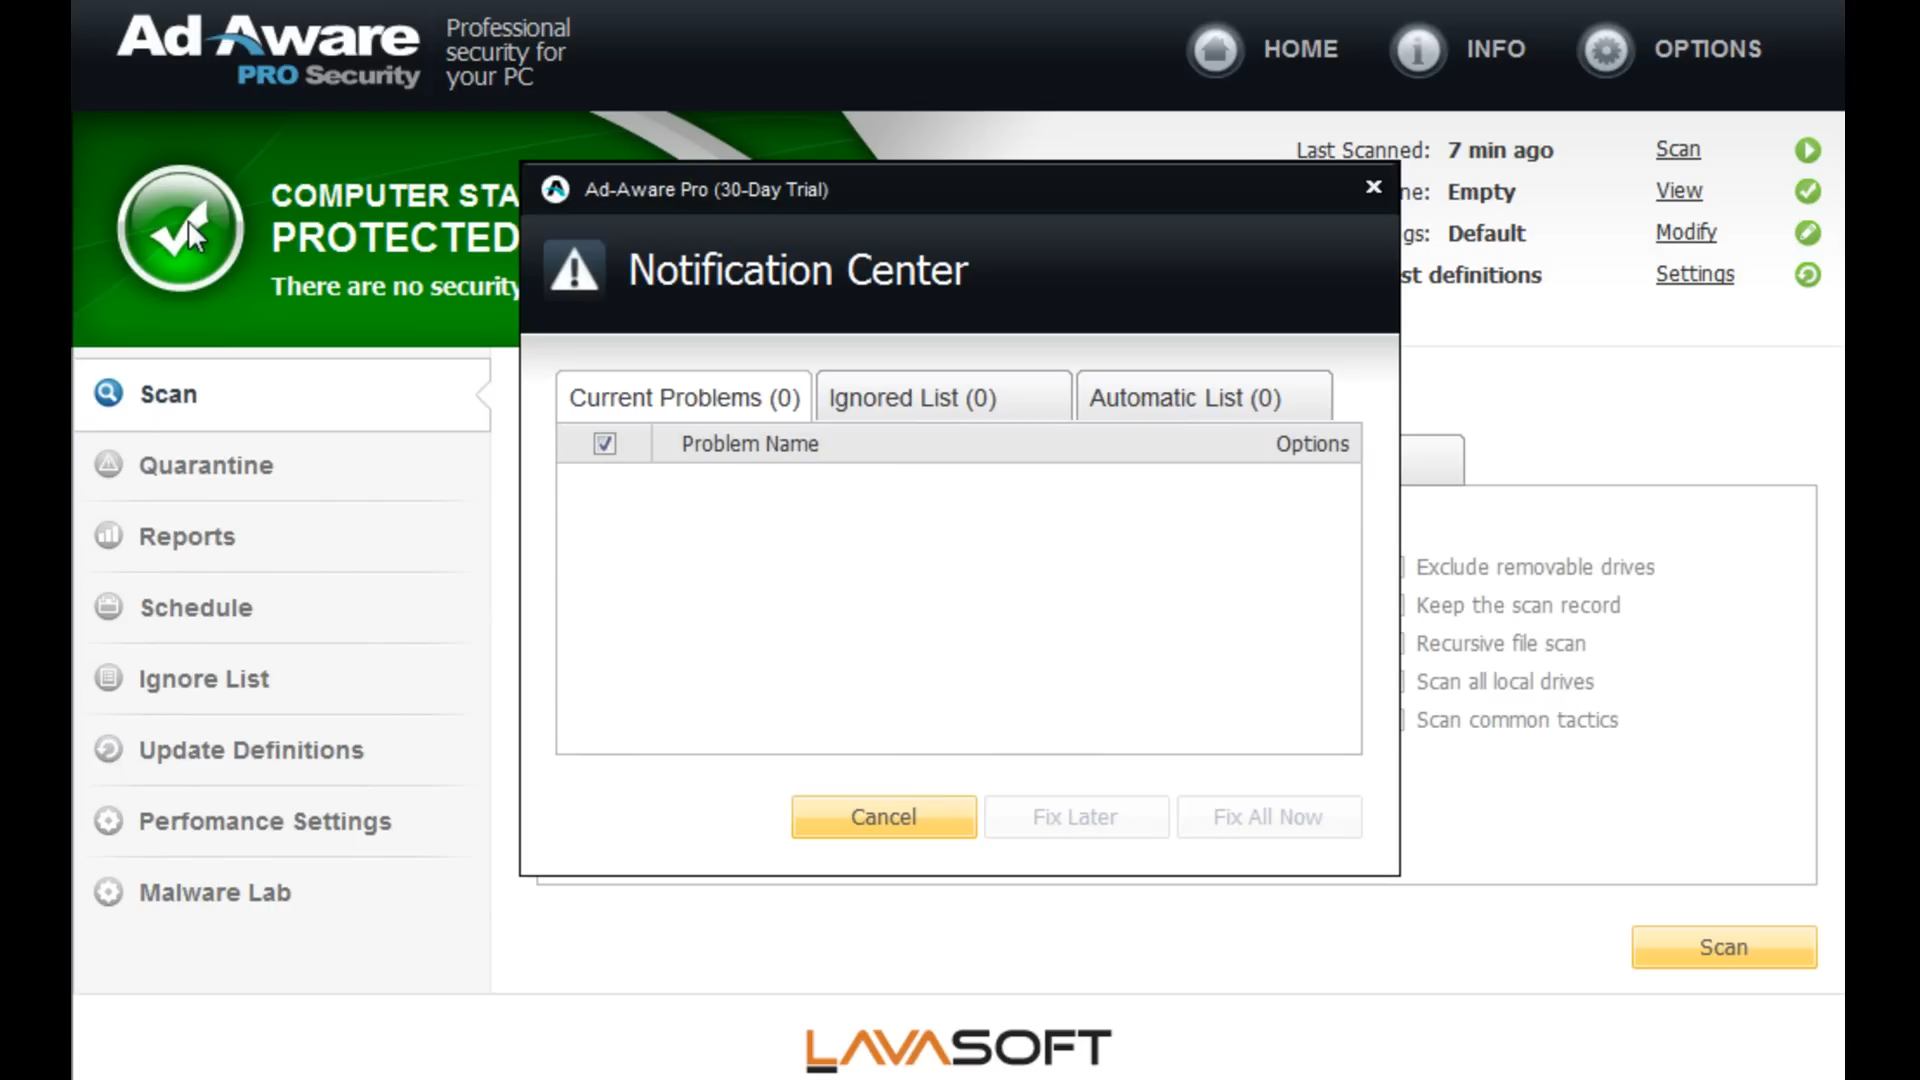 Ad-Aware
PRO Security
Professional
security for
your PC
HOME
INFO
OPTIONS
COMPUTER STA
PROTECTED
There are no security
Last Scanned: 7 min ago Scan
ne: Empty View
gs: Default Modify
st definitions Settings
Ad-Aware Pro (30-Day Trial)
Notification Center
Current Problems (0)
Ignored List (0)
Automatic List (0)
Problem Name
Options
Cancel
Fix Later
Fix All Now
Scan
Quarantine
Reports
Schedule
Ignore List
Update Definitions
Perfomance Settings
Malware Lab
Exclude removable drives
Keep the scan record
Recursive file scan
Scan all local drives
Scan common tactics
Scan
LAVASOFT